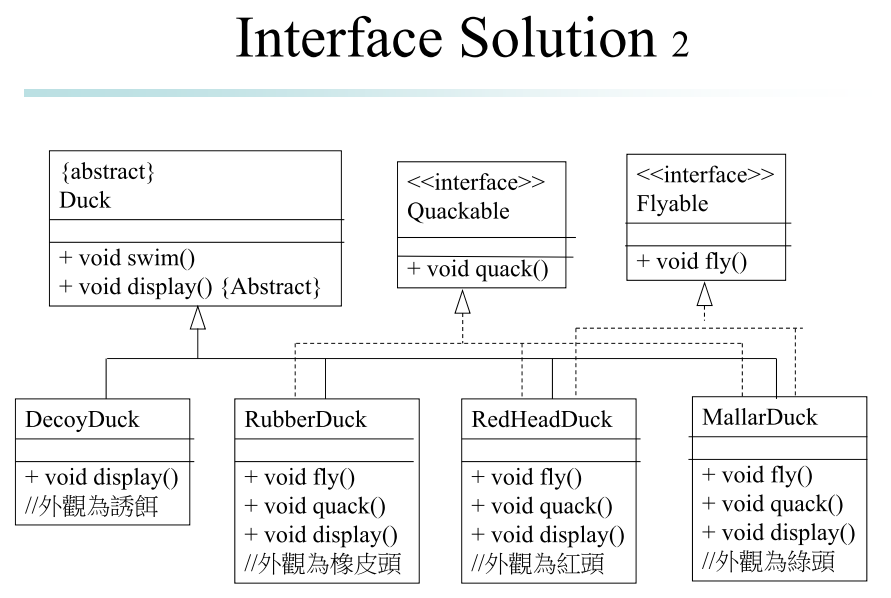 Interface Solution 2
{abstract}
Duck
+ void swim()
+ void display() {Abstract}
<<interface>>
Quackable
+ void quack()
<<interface>>
Flyable
+ void fly()
DecoyDuck
+ void display()
//外觀為誘餌
RubberDuck
+ void fly()
+ void quack()
+ void display()
//外觀為橡皮頭
RedHeadDuck
+ void fly()
+ void quack()
+ void display()
//外觀為紅頭
MallarDuck
+ void fly()
+ void quack()
+ void display()
//外觀為綠頭